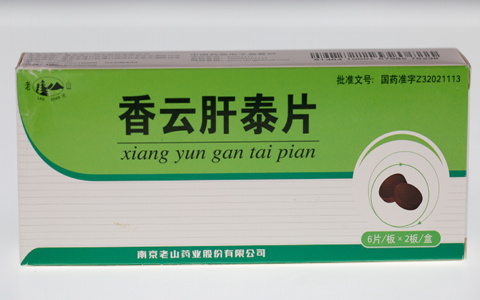 老山
批准文号: 国药准字Z32021113
香云肝泰片
xiang yun gan tai pian
6片/板×2板/盒
南京老山药业股份有限公司